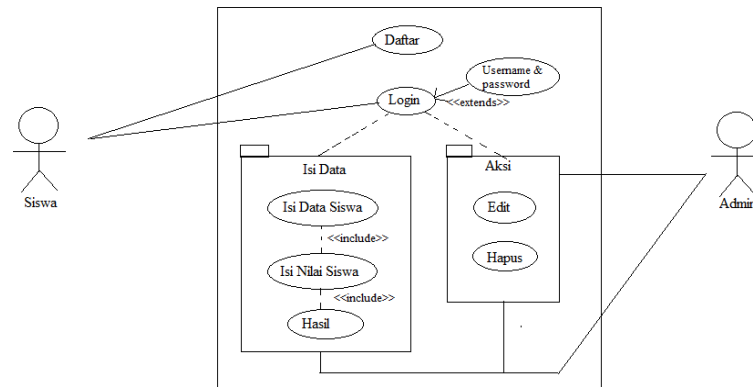 Daftar
Username &
password
Login
<<extends>>
Siswa
Admin
Isi Data
Isi Data Siswa
<<include>>
Isi Nilai Siswa
<<include>>
Hasil
Aksi
Edit
Hapus